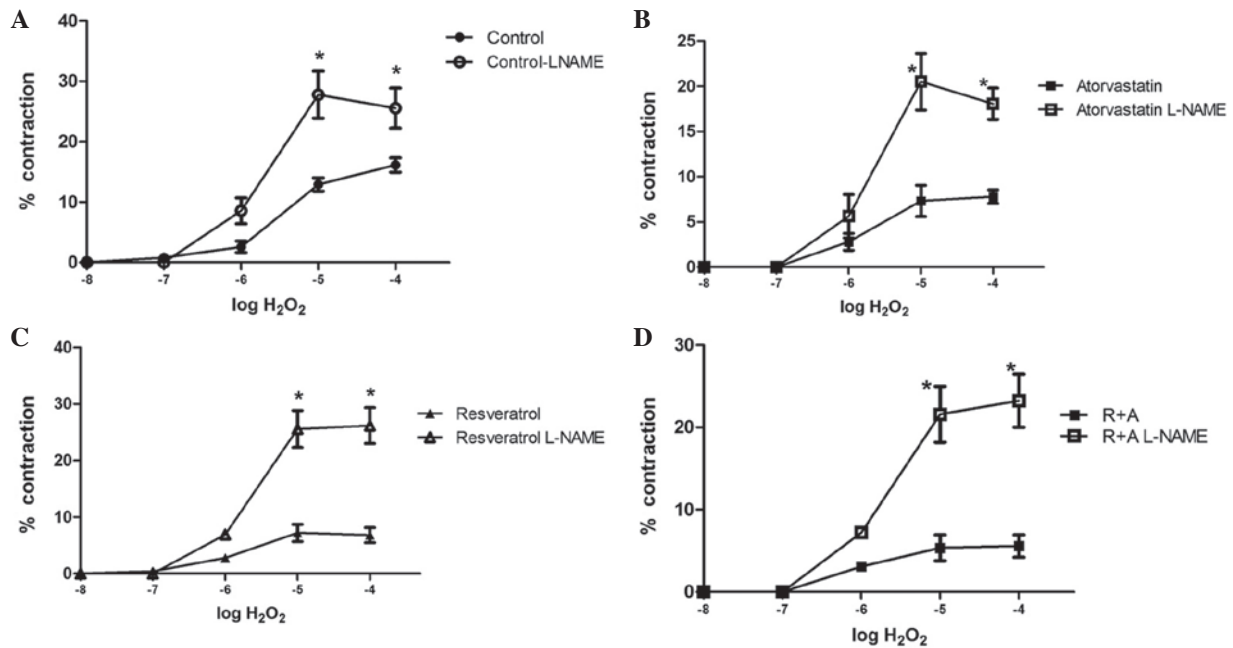 A
40
30
20
10
0
% contraction
* *
Control
Control-LNAME
-8 -7 -6 -5 -4
log H₂O₂
B
25
20
15
10
5
0
% contraction
* *
Atorvastatin
Atorvastatin L-NAME
-8 -7 -6 -5 -4
log H₂O₂
C
40
30
20
10
0
% contraction
* *
Resveratrol
Resveratrol L-NAME
-8 -7 -6 -5 -4
log H₂O₂
D
30
20
10
0
% contraction
* *
R+A
R+A L-NAME
-8 -7 -6 -5 -4
log H₂O₂